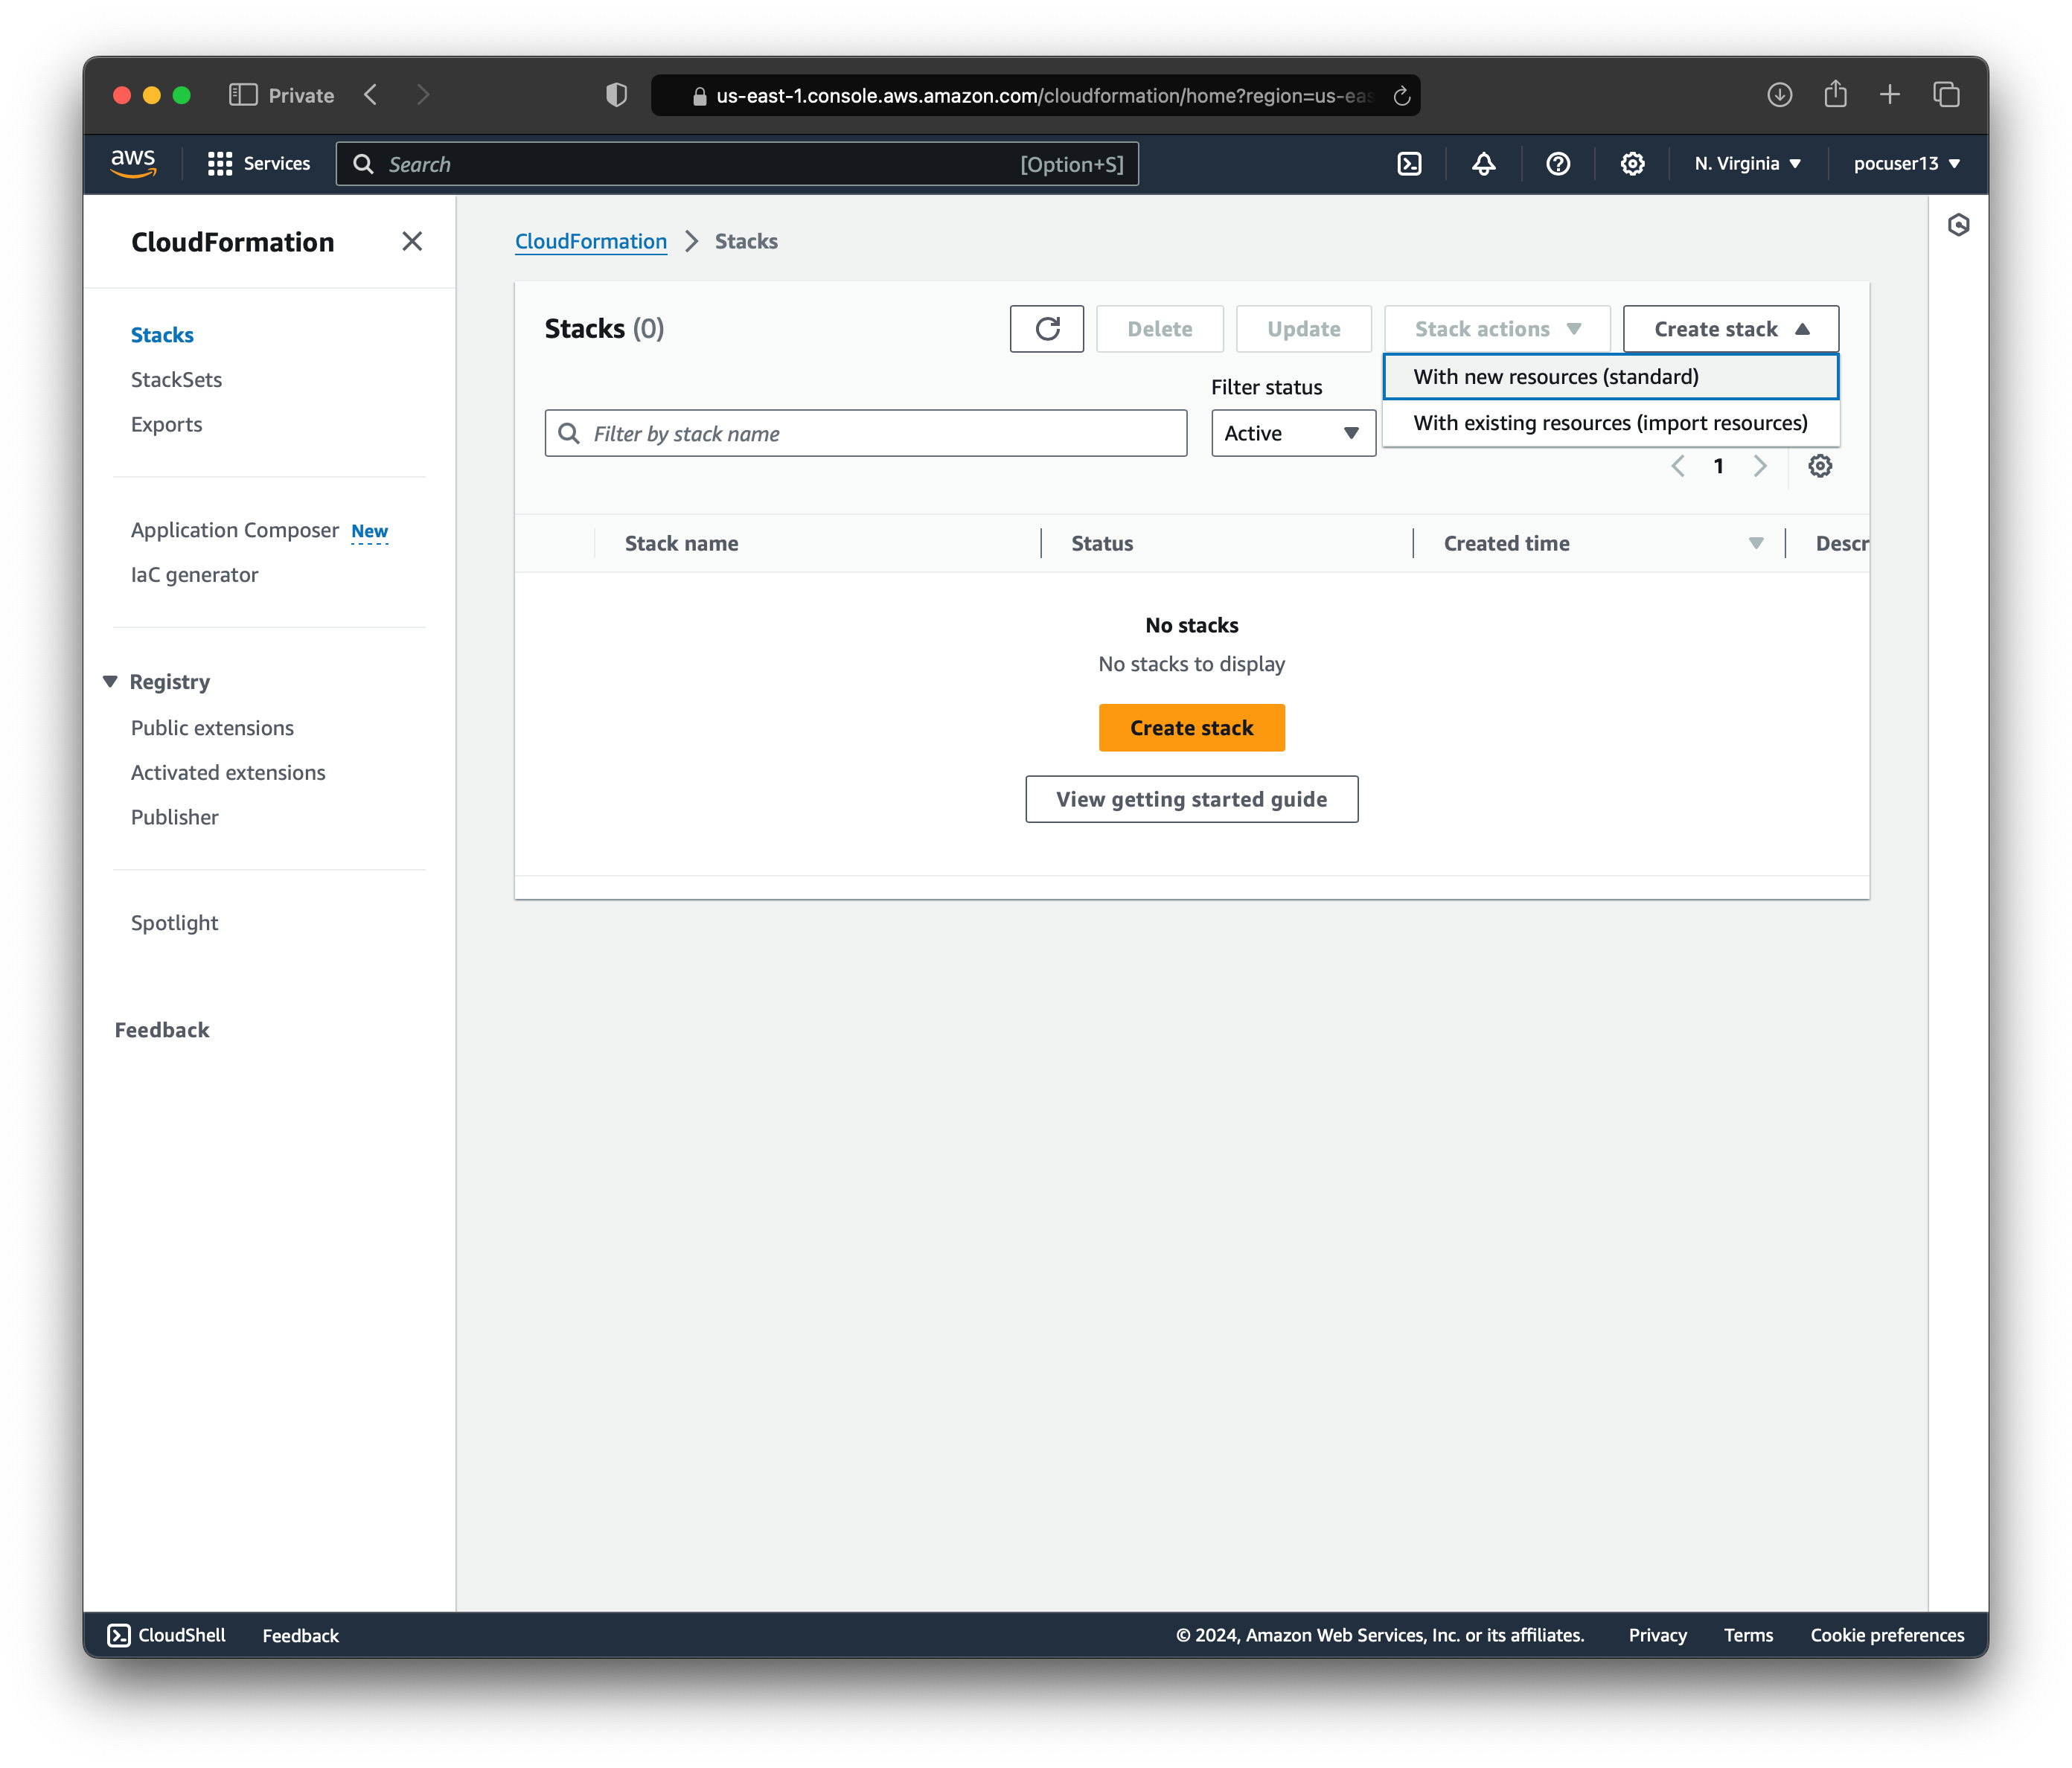 Private
us-east-1.console.aws.amazon.com/cloudformation/home?region=us-eas
aws
Services
Search
[Option+S]
N. Virginia
pocuser13
CloudFormation
Stacks
StackSets
Exports
Application Composer New
IaC generator
Registry
Public extensions
Activated extensions
Publisher
Spotlight
Feedback
CloudFormation
Stacks
Stacks (0)
Delete
Update
Stack actions
Create stack
With new resources (standard)
With existing resources (import resources)
Filter status
Filter by stack name
Active
1
Stack name
Status
Created time
Descr
No stacks
No stacks to display
Create stack
View getting started guide
CloudShell
Feedback
© 2024, Amazon Web Services, Inc. or its affiliates.
Privacy
Terms
Cookie preferences